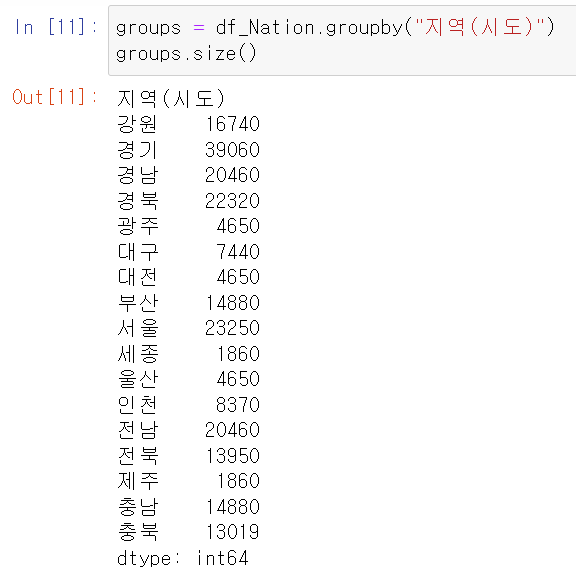 In [11]: groups = df_Nation.groupby("지역(시도)")
groups.size()
Out[11]: 지역(시도)
강원 16740
경기 39060
경남 20460
경북 22320
광주 4650
대구 7440
대전 4650
부산 14880
서울 23250
세종 1860
울산 4650
인천 8370
전남 20460
전북 13950
제주 1860
충남 14880
충북 13019
dtype: int64